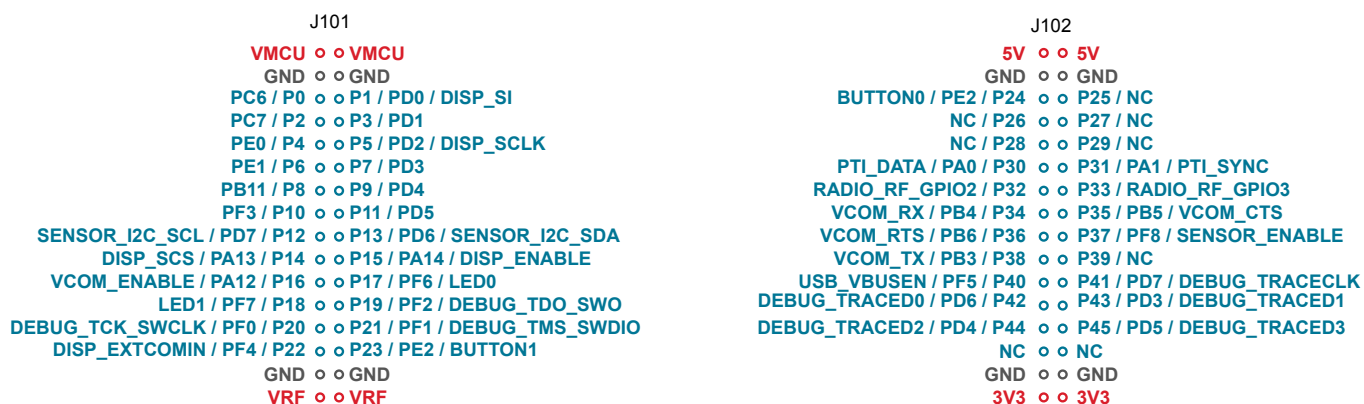 J101
VMCU VMCU
GND GND
PC6 / P0 P1 / PD0 / DISP_SI
PC7 / P2 P3 / PD1
PE0 / P4 P5 / PD2 / DISP_SCLK
PE1 / P6 P7 / PD3
PB11 / P8 P9 / PD4
PF3 / P10 P11 / PD5
SENSOR_I2C_SCL / PD7 / P12 P13 / PD6 / SENSOR_I2C_SDA
DISP_SCS / PA13 / P14 P15 / PA14 / DISP_ENABLE
VCOM_ENABLE / PA12 / P16 P17 / PF6 / LED0
LED1 / PF7 / P18 P19 / PF2 / DEBUG_TDO_SWO
DEBUG_TCK_SWCLK / PF0 / P20 P21 / PF1 / DEBUG_TMS_SWDIO
DISP_EXTCOMIN / PF4 / P22 P23 / PE2 / BUTTON1
GND GND
VRF VRF
J102
5V 5V
GND GND
BUTTON0 / PE2 / P24 P25 / NC
NC / P26 P27 / NC
NC / P28 P29 / NC
PTI_DATA / PA0 / P30 P31 / PA1 / PTI_SYNC
RADIO_RF_GPIO2 / P32 P33 / RADIO_RF_GPIO3
VCOM_RX / PB4 / P34 P35 / PB5 / VCOM_CTS
VCOM_RTS / PB6 / P36 P37 / PF8 / SENSOR_ENABLE
VCOM_TX / PB3 / P38 P39 / NC
USB_VBUSEN / PF5 / P40 P41 / PD7 / DEBUG_TRACECLK
DEBUG_TRACED0 / PD6 / P42 P43 / PD3 / DEBUG_TRACED1
DEBUG_TRACED2 / PD4 / P44 P45 / PD5 / DEBUG_TRACED3
NC NC
GND GND
3V3 3V3